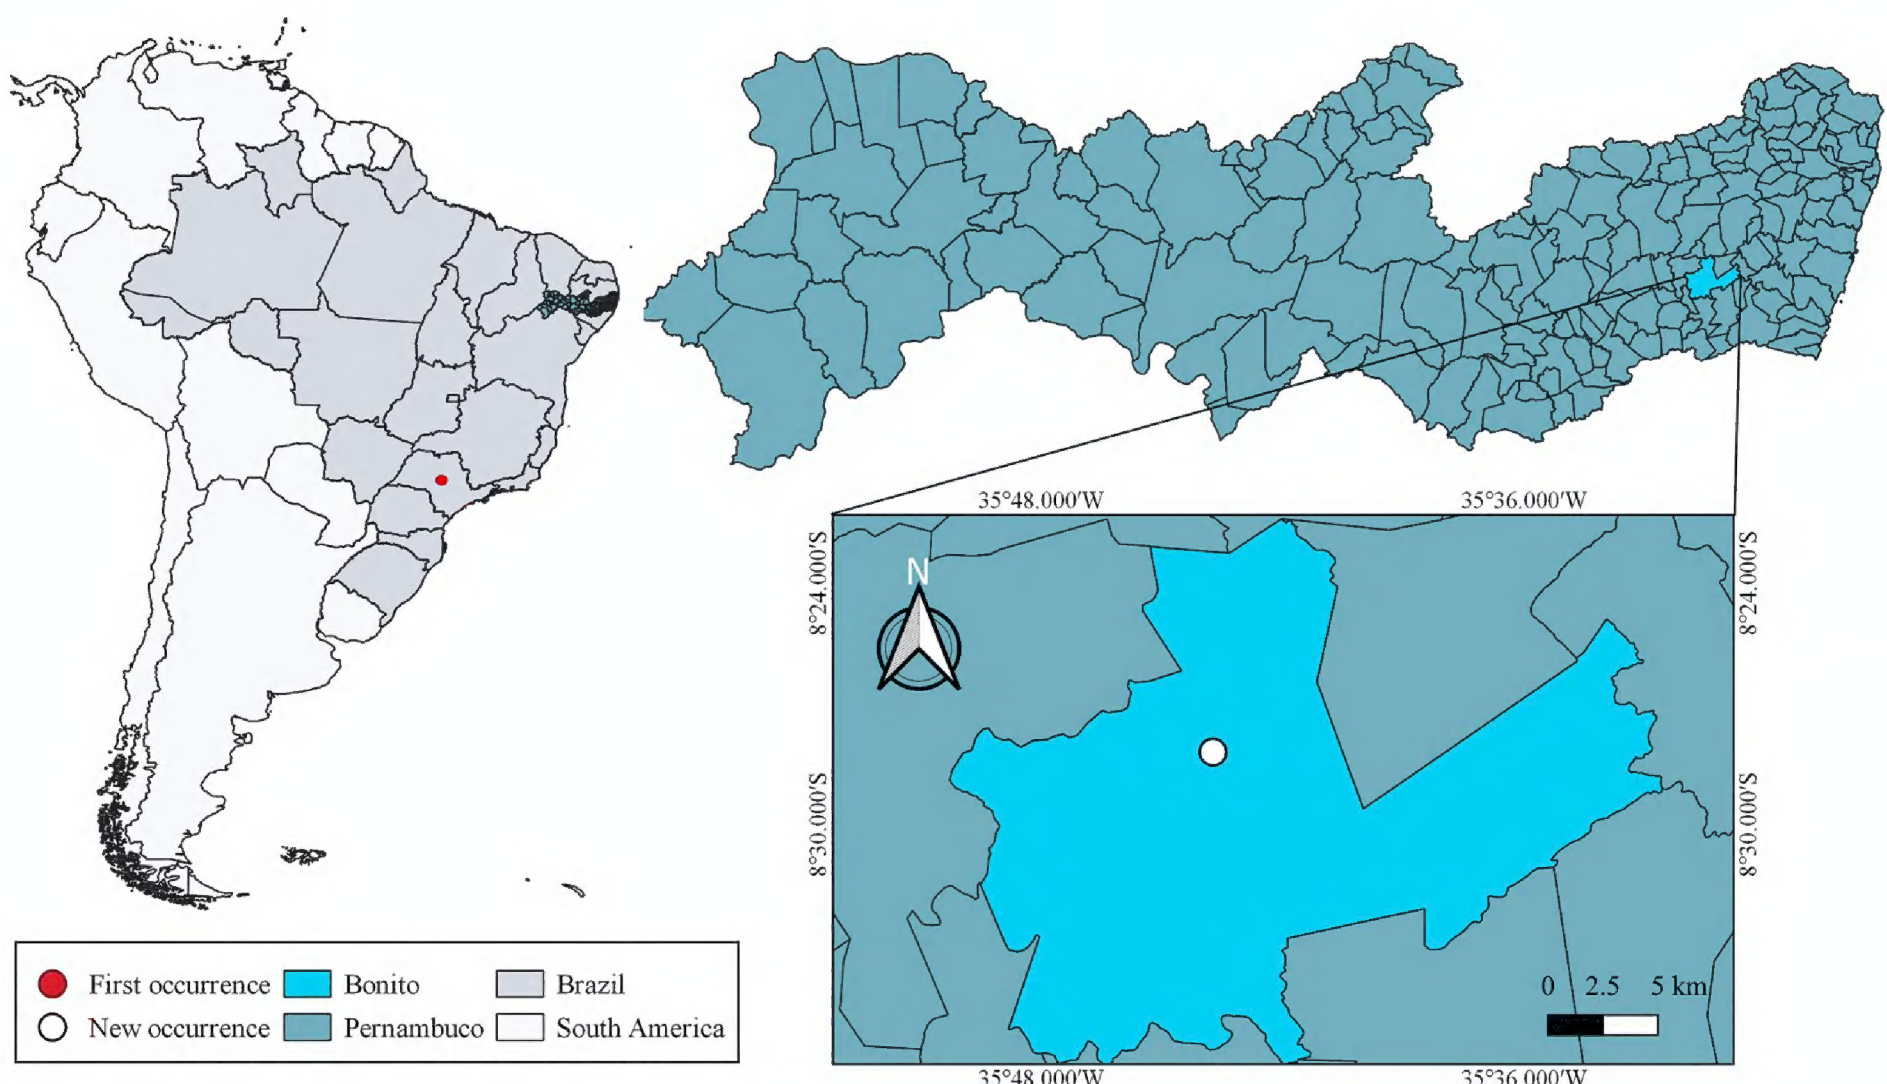 35°48.000'W 35°36.000'W
8°24.000'S
8°24.000'S
N
8°30.000'S
8°30.000'S
0 2.5 5 km
35°48.000'W 35°36.000'W
First occurrence Bonito Brazil
New occurrence Pernambuco South America